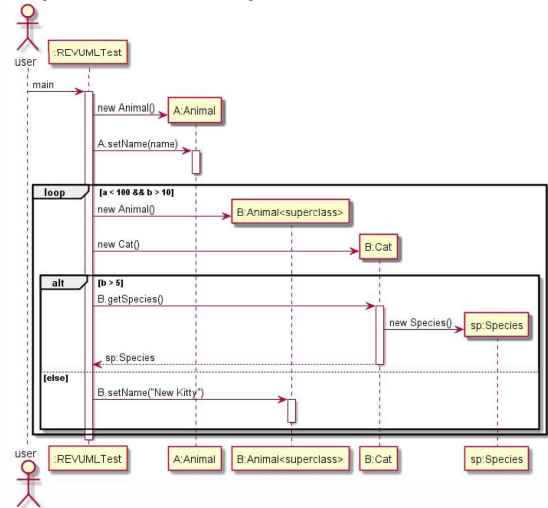 user
:REVUMLTest
main
new Animal()
A:Animal
A.setName(name)
loop
[a < 100 && b > 10]
new Animal()
B:Animal<superclass>
new Cat()
B:Cat
alt
[b > 5]
B.getSpecies()
new Species()
sp:Species
sp:Species
[else]
B.setName("New Kitty")
user
:REVUMLTest
A:Animal
B:Animal<superclass>
B:Cat
sp:Species